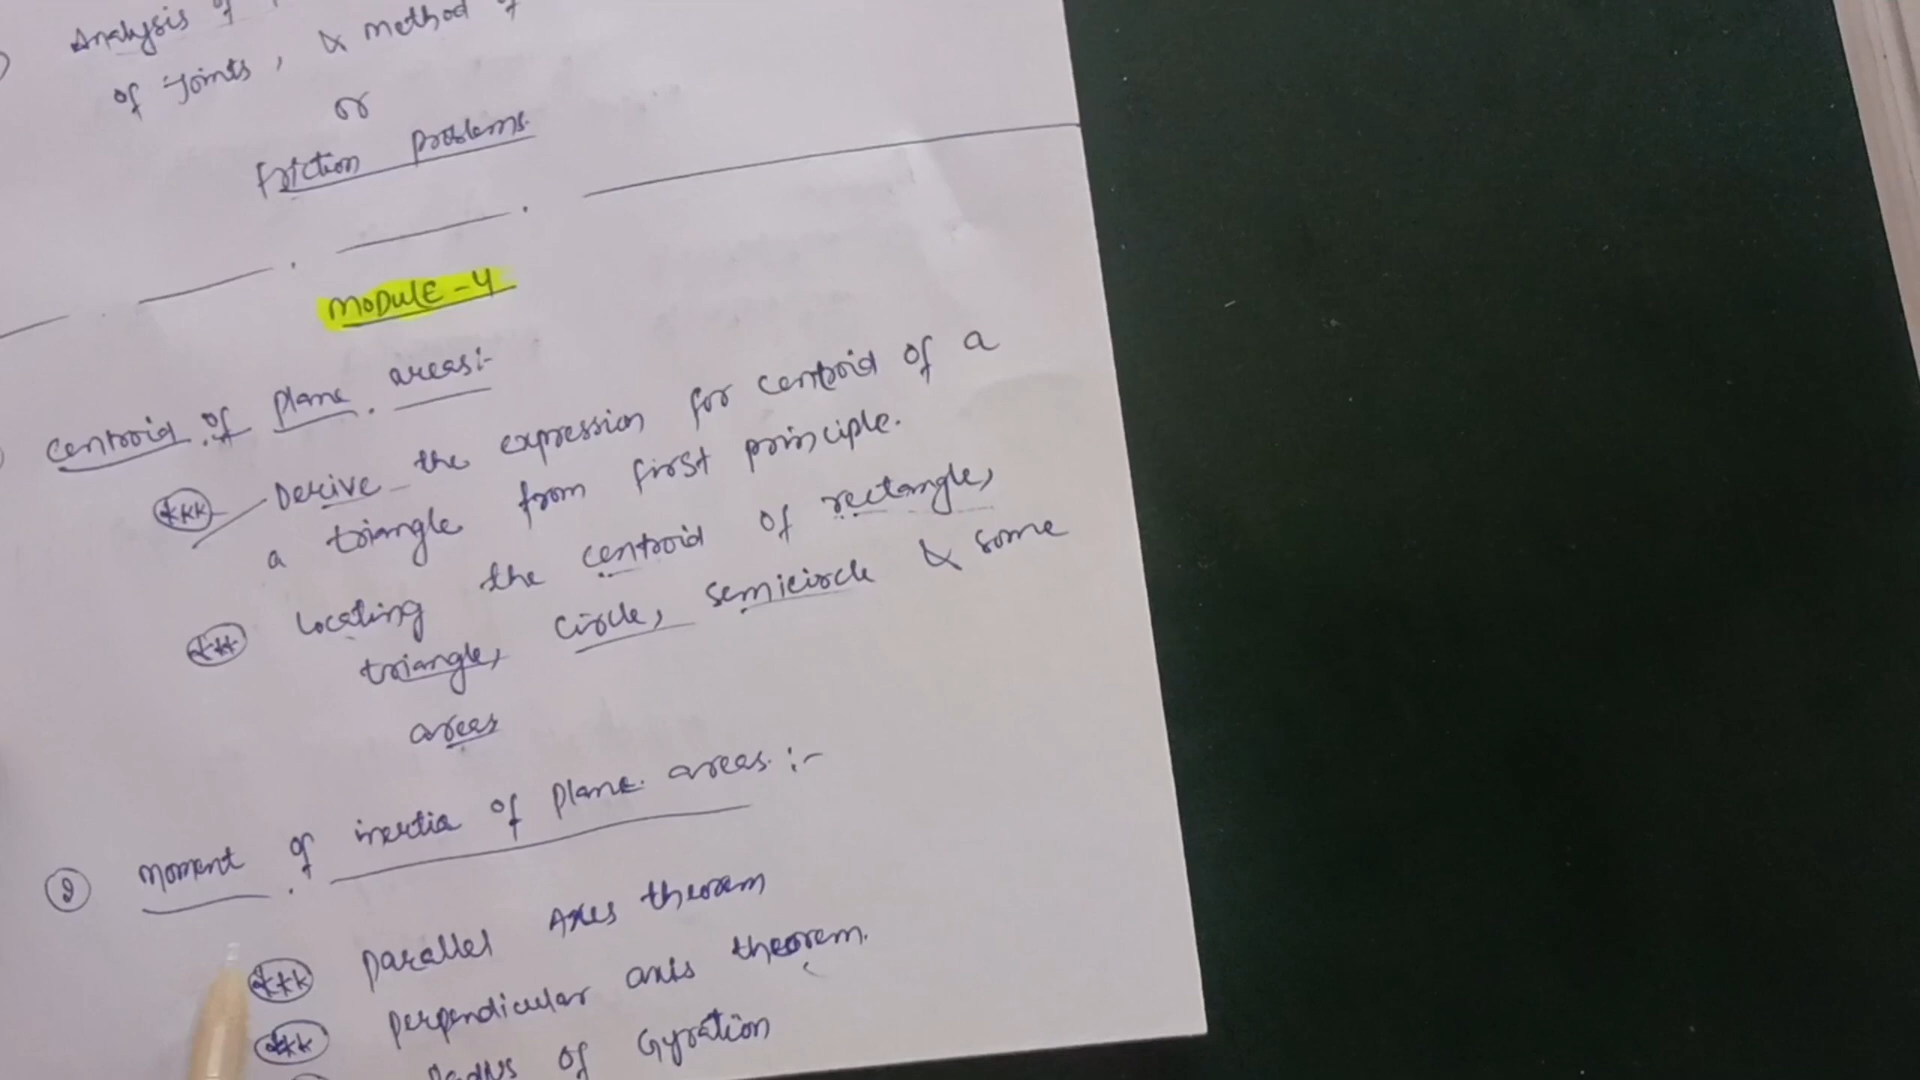 Analysis of
of Joints, & method of
or
Friction problems.
MODULE-4
centroid of plane areas:-
*** Derive the expression for centroid of a
a triangle from first principle.
*** Locating the centroid of rectangle,
triangle, circle, semicircle & some
areas
2 Moment of inertia of plane areas. :-
*** parallel Axes theorem
*** perpendicular axis theorem.
Radius of Gyration